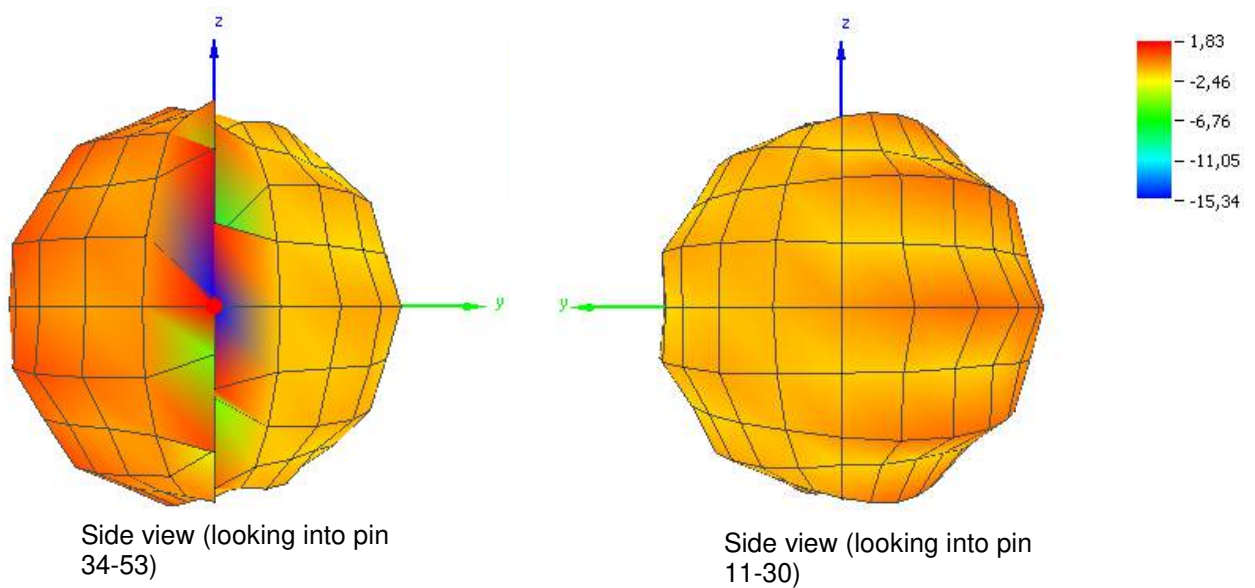 z
z
1,83
-2,46
-6,76
-11,05
-15,34
y
y
Side view (looking into pin
34-53)
Side view (looking into pin
11-30)